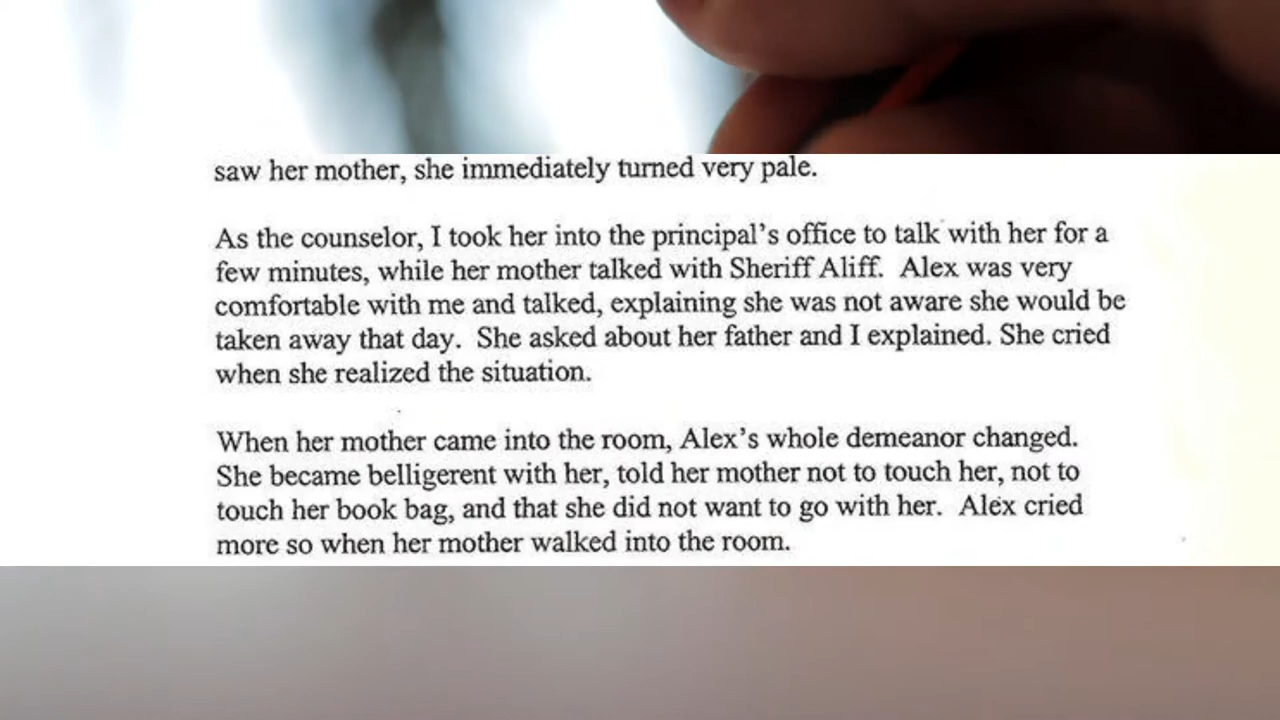 saw her mother, she immediately turned very pale.
As the counselor, I took her into the principal's office to talk with her for a
few minutes, while her mother talked with Sheriff Aliff.  Alex was very
comfortable with me and talked, explaining she was not aware she would be
taken away that day.  She asked about her father and I explained. She cried
when she realized the situation.
When her mother came into the room, Alex's whole demeanor changed.
She became belligerent with her, told her mother not to touch her, not to
touch her book bag, and that she did not want to go with her.  Alex cried
more so when her mother walked into the room.